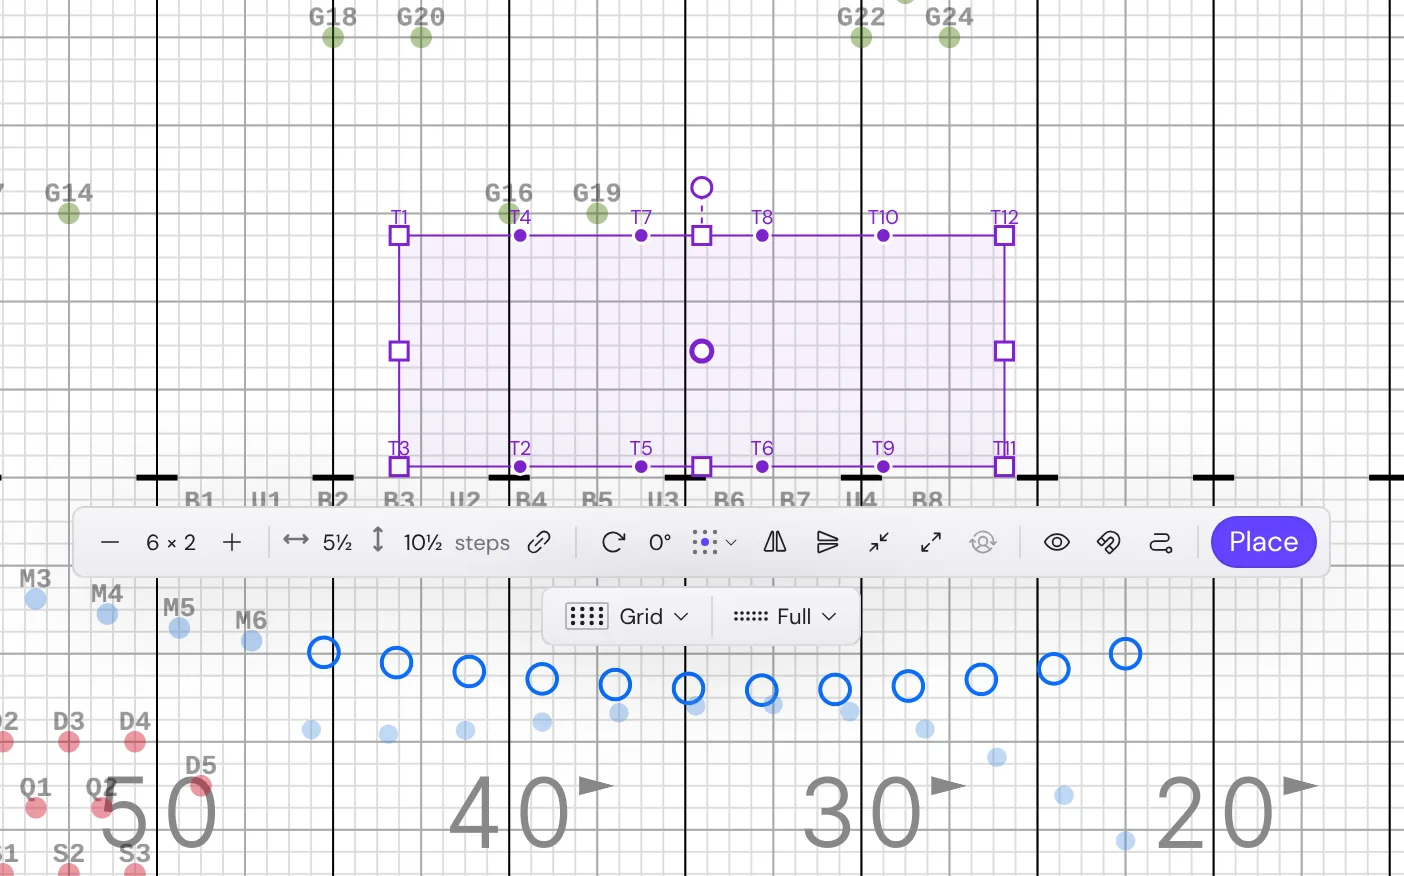 G18 G20 G22 G24
G14 G16 G19
T1 T4 T7 T8 T10 T12
T3 T2 T5 T6 T9 T11
B1 U1 B2 B3 U2 B4 B5 U3 B6 B7 U4 B8
6 × 2 5½ 10½ steps 0° Place
M3 M4 M5 M6
Grid Full
D3 D4
D5
Q1 Q2
50 40 30 20
S2 S3